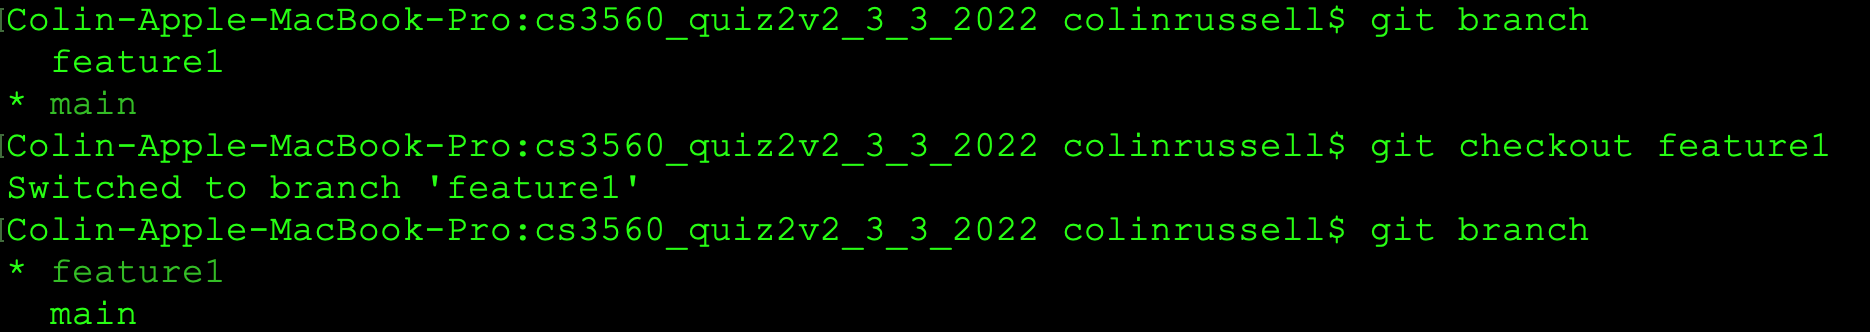 [Colin-Apple-MacBook-Pro:cs3560_quiz2v2_3_3_2022 colinrussell$ git branch
  feature1
* main
[Colin-Apple-MacBook-Pro:cs3560_quiz2v2_3_3_2022 colinrussell$ git checkout feature1
Switched to branch 'feature1'
[Colin-Apple-MacBook-Pro:cs3560_quiz2v2_3_3_2022 colinrussell$ git branch
* feature1
  main